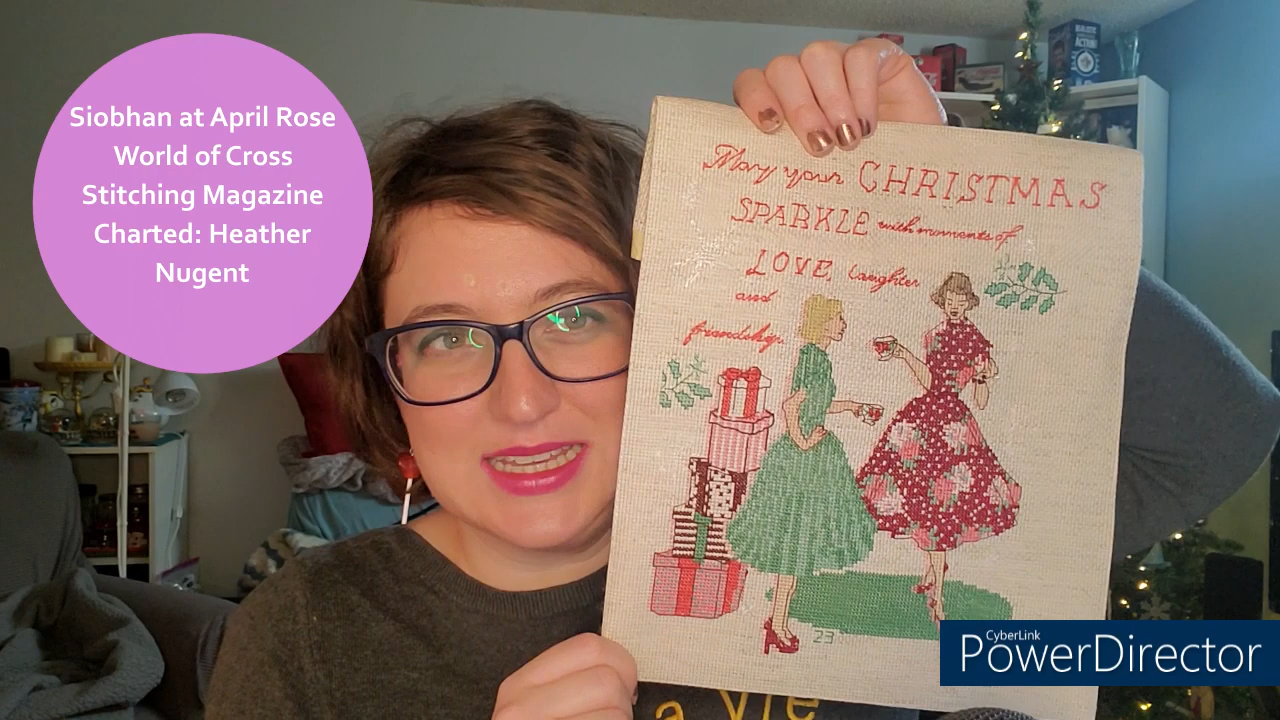 Siobhan at April Rose
World of Cross
Stitching Magazine
Charted: Heather
Nugent
May your CHRISTMAS
SPARKLE with moments of
LOVE, laughter
and
friendship.
23
CyberLink
PowerDirector
a Vie